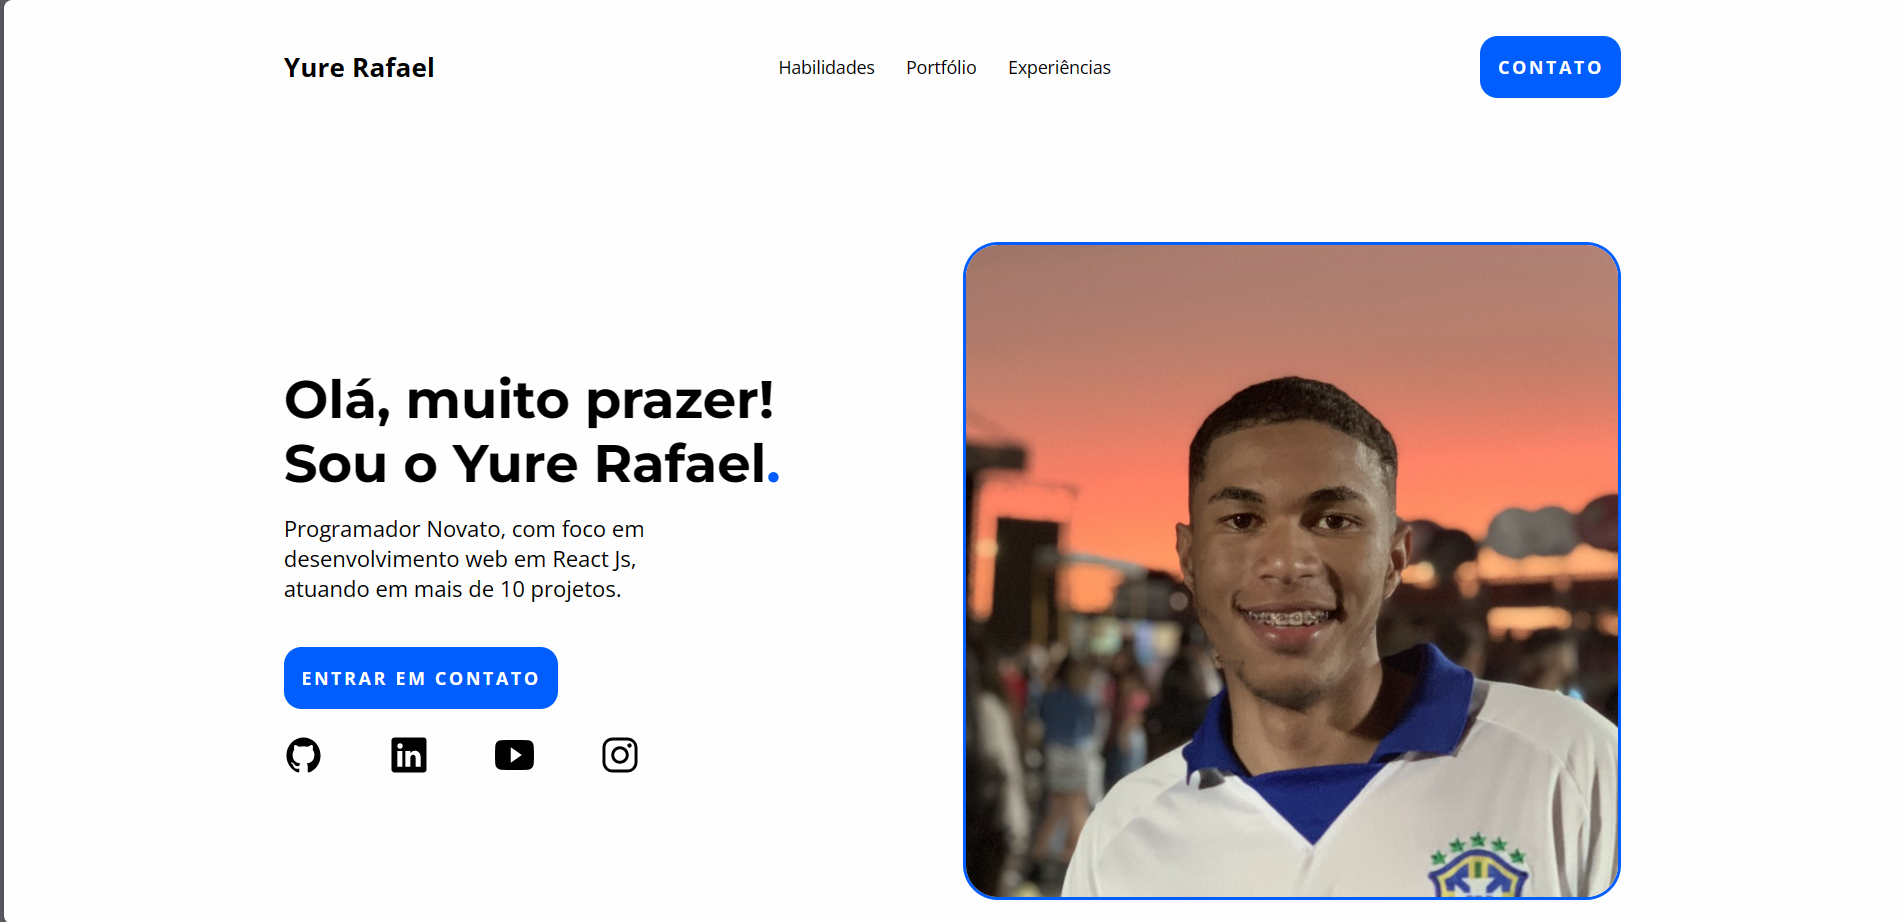 Yure Rafael
Habilidades
Portfólio
Experiências
CONTATO
Olá, muito prazer!
Sou o Yure Rafael.
Programador Novato, com foco em
desenvolvimento web em React Js,
atuando em mais de 10 projetos.
ENTRAR EM CONTATO
in